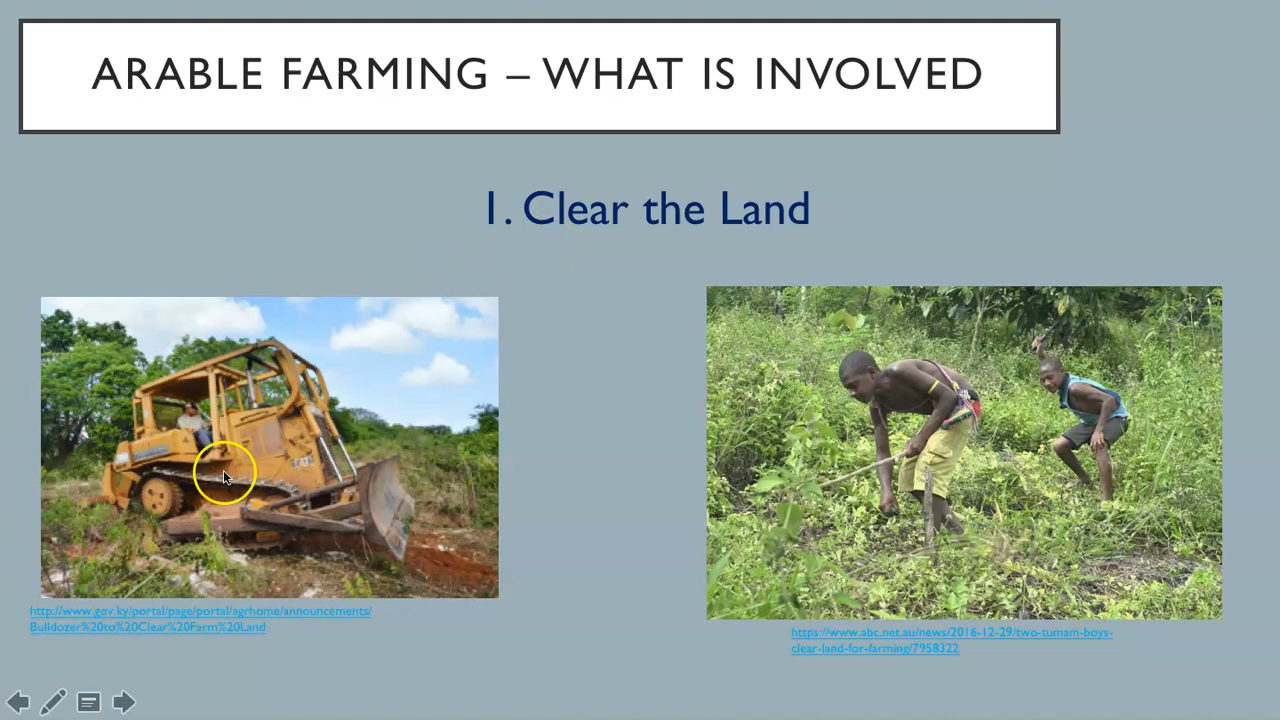 ARABLE FARMING – WHAT IS INVOLVED
1. Clear the Land
http://www.gov.ky/portal/page/portal/agrhome/announcements/
Bulldozer%20to%20Clear%20Farm%20Land
https://www.abc.net.au/news/2016-12-29/two-tumam-boys-
clear-land-for-farming/7958322